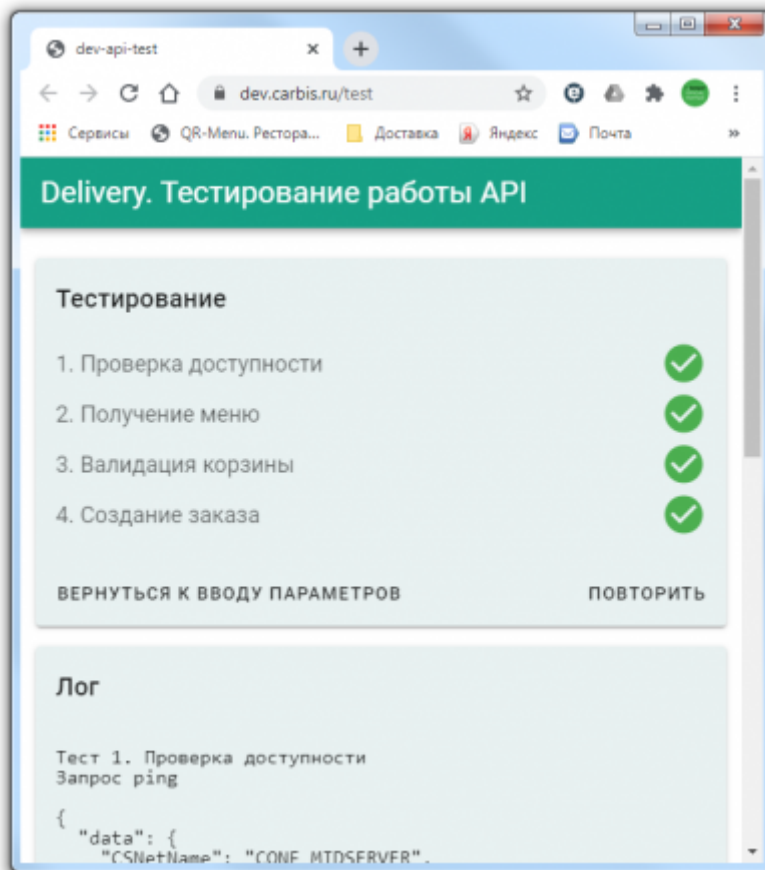 dev-api-test
dev.carbis.ru/test
Сервисы QR-Menu. Рестора... Доставка Яндекс Почта »
Delivery. Тестирование работы API
Тестирование
1. Проверка доступности
2. Получение меню
3. Валидация корзины
4. Создание заказа
ВЕРНУТЬСЯ К ВВОДУ ПАРАМЕТРОВ ПОВТОРИТЬ
Лог
Тест 1. Проверка доступности
Запрос ping
{
"data": {
"CSNetName": "CONF_MIDSERVER",